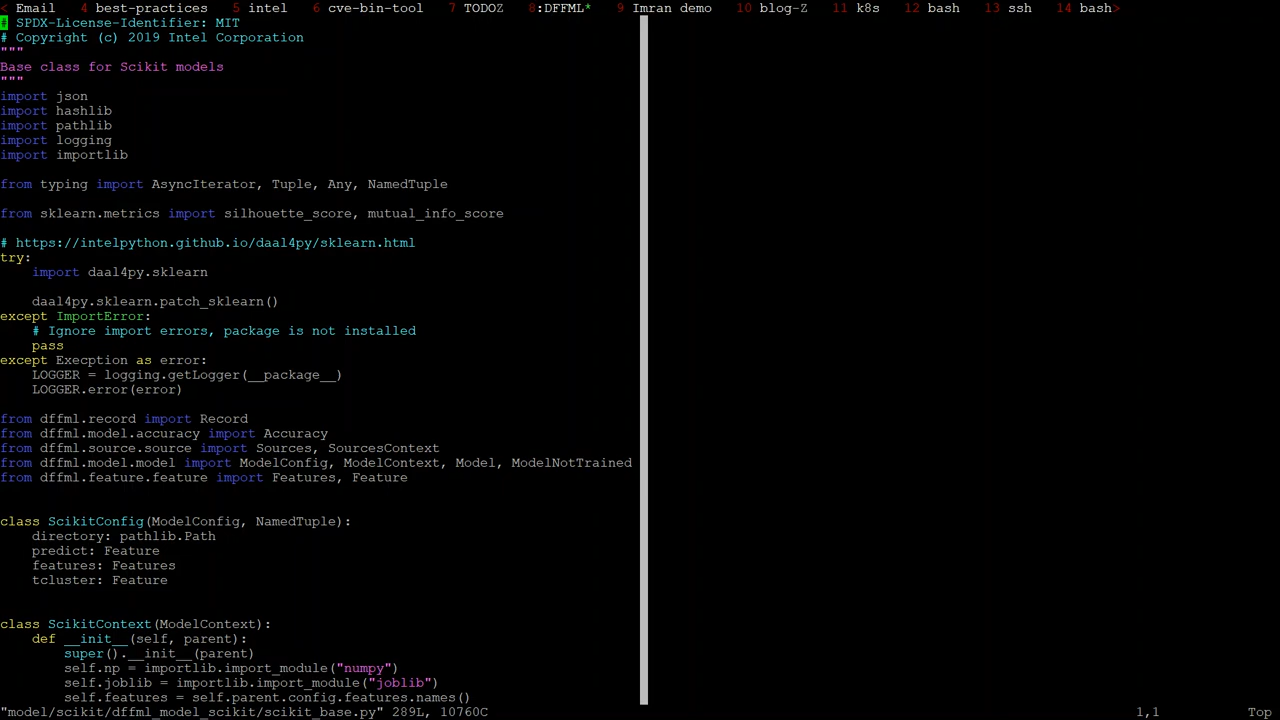 < Email  4 best-practices  5 intel  6 cve-bin-tool  7 TODOZ  8:DFFML*  9 Imran demo  10 blog-Z  11 k8s  12 bash  13 ssh  14 bash>
# SPDX-License-Identifier: MIT
# Copyright (c) 2019 Intel Corporation
"""
Base class for Scikit models
"""
import json
import hashlib
import pathlib
import logging
import importlib
from typing import AsyncIterator, Tuple, Any, NamedTuple
from sklearn.metrics import silhouette_score, mutual_info_score
# https://intelpython.github.io/daal4py/sklearn.html
try:
    import daal4py.sklearn
    daal4py.sklearn.patch_sklearn()
except ImportError:
    # Ignore import errors, package is not installed
    pass
except Execption as error:
    LOGGER = logging.getLogger(__package__)
    LOGGER.error(error)
from dffml.record import Record
from dffml.model.accuracy import Accuracy
from dffml.source.source import Sources, SourcesContext
from dffml.model.model import ModelConfig, ModelContext, Model, ModelNotTrained
from dffml.feature.feature import Features, Feature
class ScikitConfig(ModelConfig, NamedTuple):
    directory: pathlib.Path
    predict: Feature
    features: Features
    tcluster: Feature
class ScikitContext(ModelContext):
    def __init__(self, parent):
        super().__init__(parent)
        self.np = importlib.import_module("numpy")
        self.joblib = importlib.import_module("joblib")
        self.features = self.parent.config.features.names()
"model/scikit/dffml_model_scikit/scikit_base.py" 289L, 10760C  1,1  Top